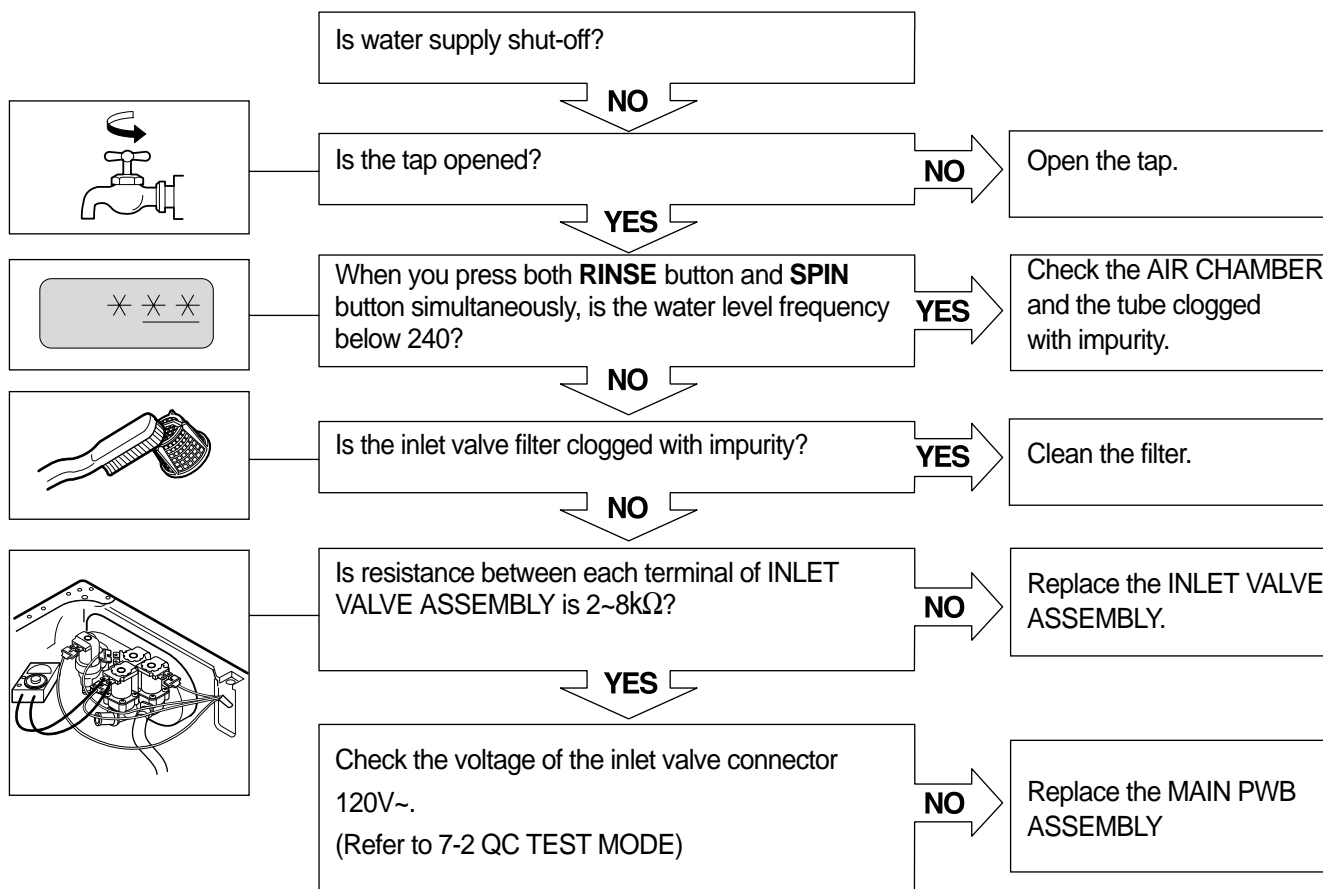 Is water supply shut-off?
NO
Is the tap opened?
NO
Open the tap.
YES
When you press both RINSE button and SPIN
button simultaneously, is the water level frequency
below 240?
YES
Check the AIR CHAMBER
and the tube clogged
with impurity.
NO
Is the inlet valve filter clogged with impurity?
YES
Clean the filter.
NO
Is resistance between each terminal of INLET
VALVE ASSEMBLY is 2~8kΩ?
NO
Replace the INLET VALVE
ASSEMBLY.
YES
Check the voltage of the inlet valve connector
120V~.
(Refer to 7-2 QC TEST MODE)
NO
Replace the MAIN PWB
ASSEMBLY